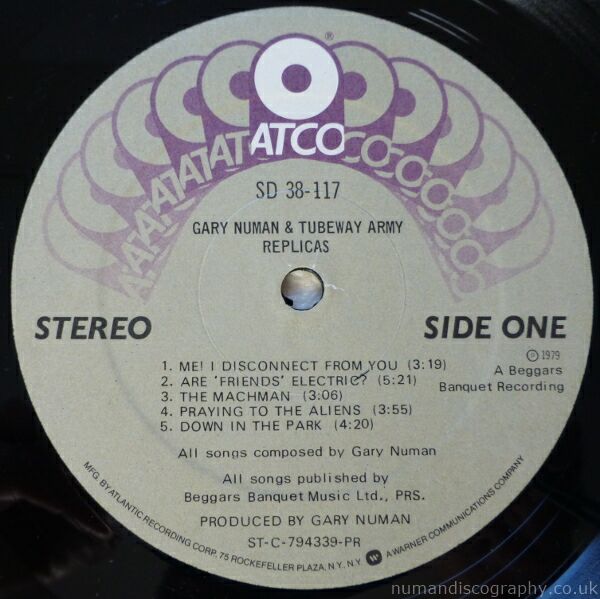 ATCO
®
SD 38-117
GARY NUMAN & TUBEWAY ARMY
REPLICAS
STEREO
SIDE ONE
℗ 1979
A Beggars
Banquet Recording
1. ME! I DISCONNECT FROM YOU (3:19)
2. ARE 'FRIENDS' ELECTRIC? (5:21)
3. THE MACHMAN (3:06)
4. PRAYING TO THE ALIENS (3:55)
5. DOWN IN THE PARK (4:20)
All songs composed by Gary Numan
All songs published by
Beggars Banquet Music Ltd., PRS.
PRODUCED BY GARY NUMAN
ST-C-794339-PR
MFG. BY ATLANTIC RECORDING CORP. 75 ROCKEFELLER PLAZA, N.Y. N.Y. A WARNER COMMUNICATIONS COMPANY
numandiscography.co.uk